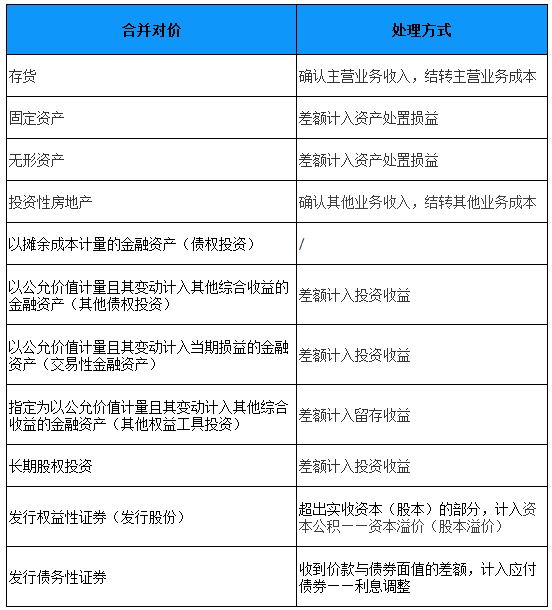 合并对价
处理方式
存货
确认主营业务收入，结转主营业务成本
固定资产
差额计入资产处置损益
无形资产
差额计入资产处置损益
投资性房地产
确认其他业务收入，结转其他业务成本
以摊余成本计量的金融资产（债权投资）
/
以公允价值计量且其变动计入其他综合收益的
金融资产（其他债权投资）
差额计入投资收益
以公允价值计量且其变动计入当期损益的金融
资产（交易性金融资产）
差额计入投资收益
指定为以公允价值计量且其变动计入其他综合
收益的金融资产（其他权益工具投资）
差额计入留存收益
长期股权投资
差额计入投资收益
发行权益性证券（发行股份）
超出实收资本（股本）的部分，计入资
本公积——资本溢价（股本溢价）
发行债务性证券
收到价款与债券面值的差额，计入应付
债券——利息调整